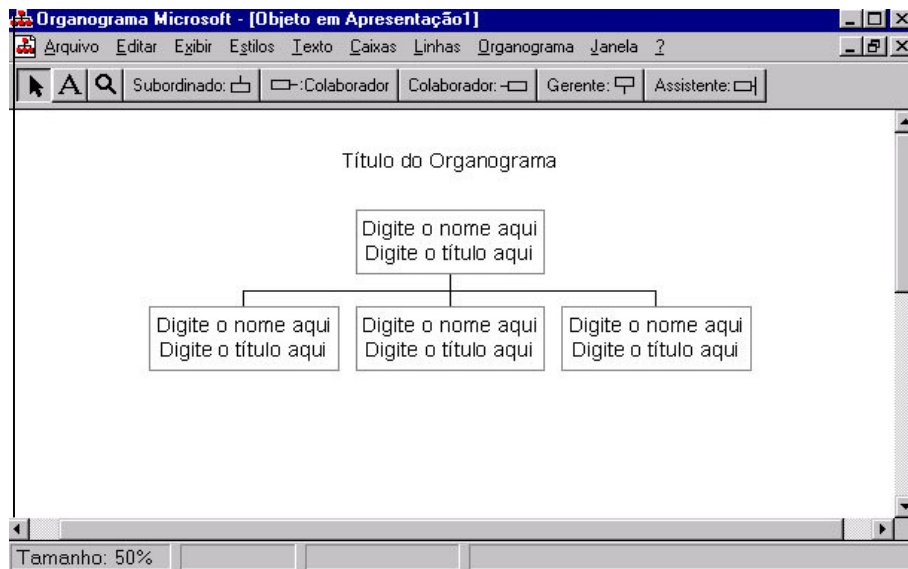 Organograma Microsoft - [Objeto em Apresentação1]
Arquivo Editar Exibir Estilos Texto Caixas Linhas Organograma Janela ?
A Subordinado: :Colaborador Colaborador: Gerente: Assistente:
Título do Organograma
Digite o nome aqui
Digite o título aqui
Digite o nome aqui
Digite o título aqui
Digite o nome aqui
Digite o título aqui
Digite o nome aqui
Digite o título aqui
Tamanho: 50%